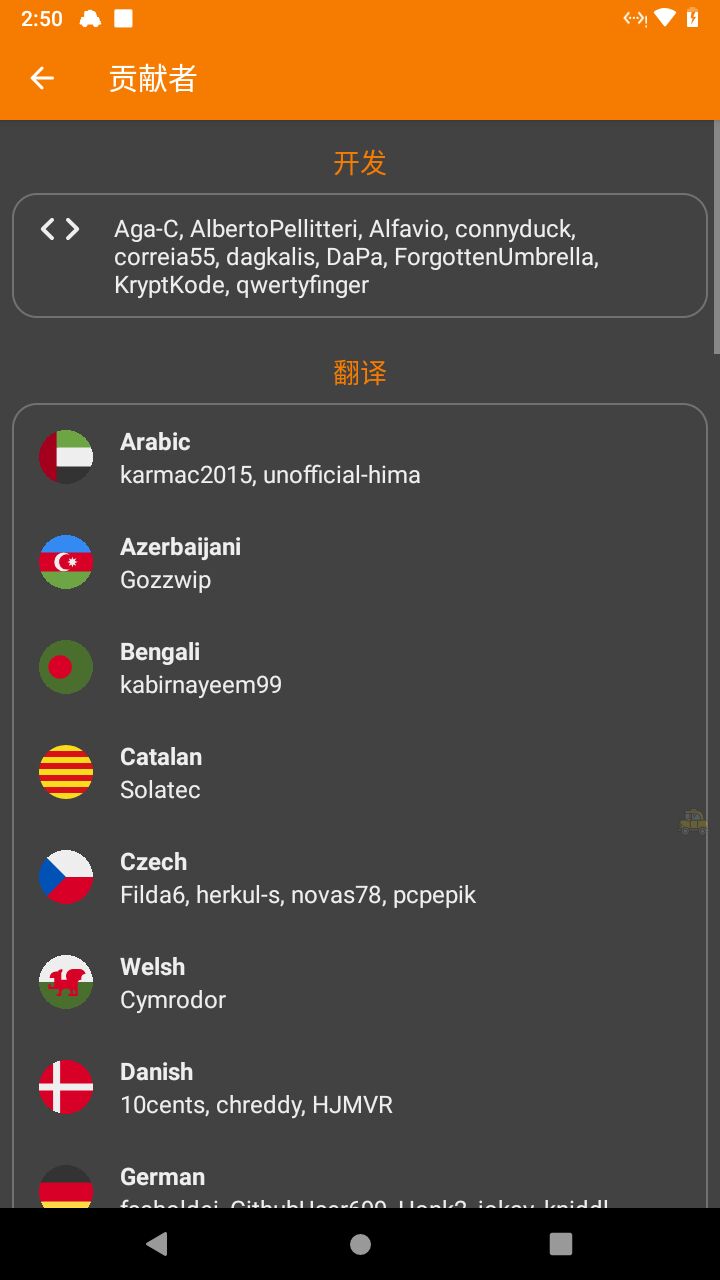 2:50
贡献者
开发
Aga-C, AlbertoPellitteri, Alfavio, connyduck,
correia55, dagkalis, DaPa, ForgottenUmbrella,
KryptKode, qwertyfinger
翻译
Arabic
karmac2015, unofficial-hima
Azerbaijani
Gozzwip
Bengali
kabirnayeem99
Catalan
Solatec
Czech
Filda6, herkul-s, novas78, pcpepik
Welsh
Cymrodor
Danish
10cents, chreddy, HJMVR
German